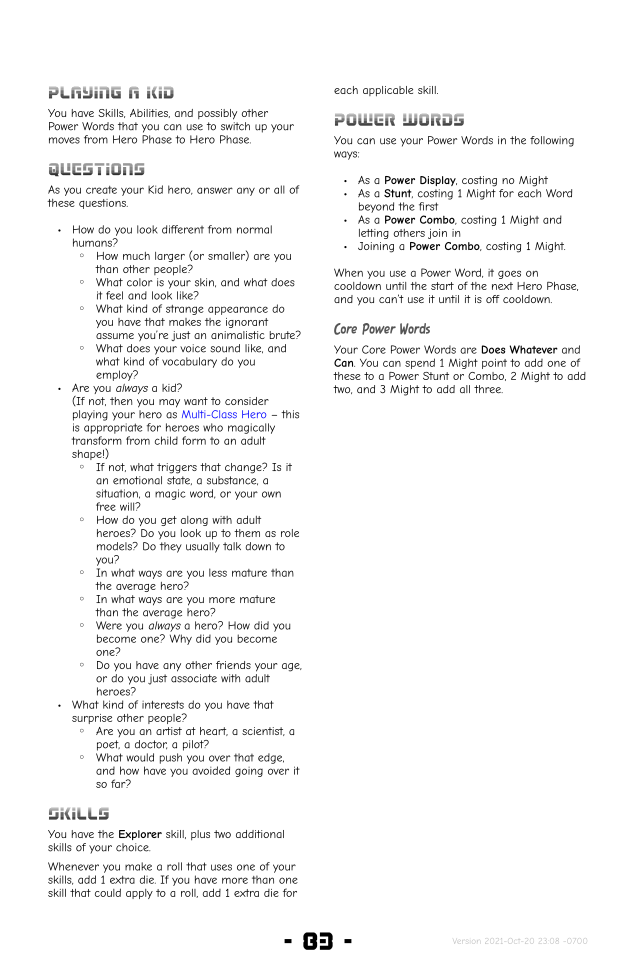 PLAYING A KID
You have Skills, Abilities, and possibly other
Power Words that you can use to switch up your
moves from Hero Phase to Hero Phase.
QUESTIONS
As you create your Kid hero, answer any or all of
these questions.
• How do you look different from normal
humans?
◦ How much larger (or smaller) are you
than other people?
◦ What color is your skin, and what does
it feel and look like?
◦ What kind of strange appearance do
you have that makes the ignorant
assume you're just an animalistic brute?
◦ What does your voice sound like, and
what kind of vocabulary do you
employ?
• Are you always a kid?
(If not, then you may want to consider
playing your hero as Multi-Class Hero – this
is appropriate for heroes who magically
transform from child form to an adult
shape!)
◦ If not, what triggers that change? Is it
an emotional state, a substance, a
situation, a magic word, or your own
free will?
◦ How do you get along with adult
heroes? Do you look up to them as role
models? Do they usually talk down to
you?
◦ In what ways are you less mature than
the average hero?
◦ In what ways are you more mature
than the average hero?
◦ Were you always a hero? How did you
become one? Why did you become
one?
◦ Do you have any other friends your age,
or do you just associate with adult
heroes?
• What kind of interests do you have that
surprise other people?
◦ Are you an artist at heart, a scientist, a
poet, a doctor, a pilot?
◦ What would push you over that edge,
and how have you avoided going over it
so far?
SKILLS
You have the Explorer skill, plus two additional
skills of your choice.
Whenever you make a roll that uses one of your
skills, add 1 extra die. If you have more than one
skill that could apply to a roll, add 1 extra die for
each applicable skill.
POWER WORDS
You can use your Power Words in the following
ways:
• As a Power Display, costing no Might
• As a Stunt, costing 1 Might for each Word
beyond the first
• As a Power Combo, costing 1 Might and
letting others join in
• Joining a Power Combo, costing 1 Might.
When you use a Power Word, it goes on
cooldown until the start of the next Hero Phase,
and you can't use it until it is off cooldown.
Core Power Words
Your Core Power Words are Does Whatever and
Can. You can spend 1 Might point to add one of
these to a Power Stunt or Combo, 2 Might to add
two, and 3 Might to add all three.
- 83 -
Version 2021-Oct-20 23:08 -0700